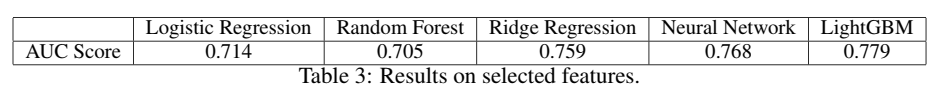 Logistic Regression Random Forest Ridge Regression Neural Network LightGBM
AUC Score 0.714 0.705 0.759 0.768 0.779
Table 3: Results on selected features.